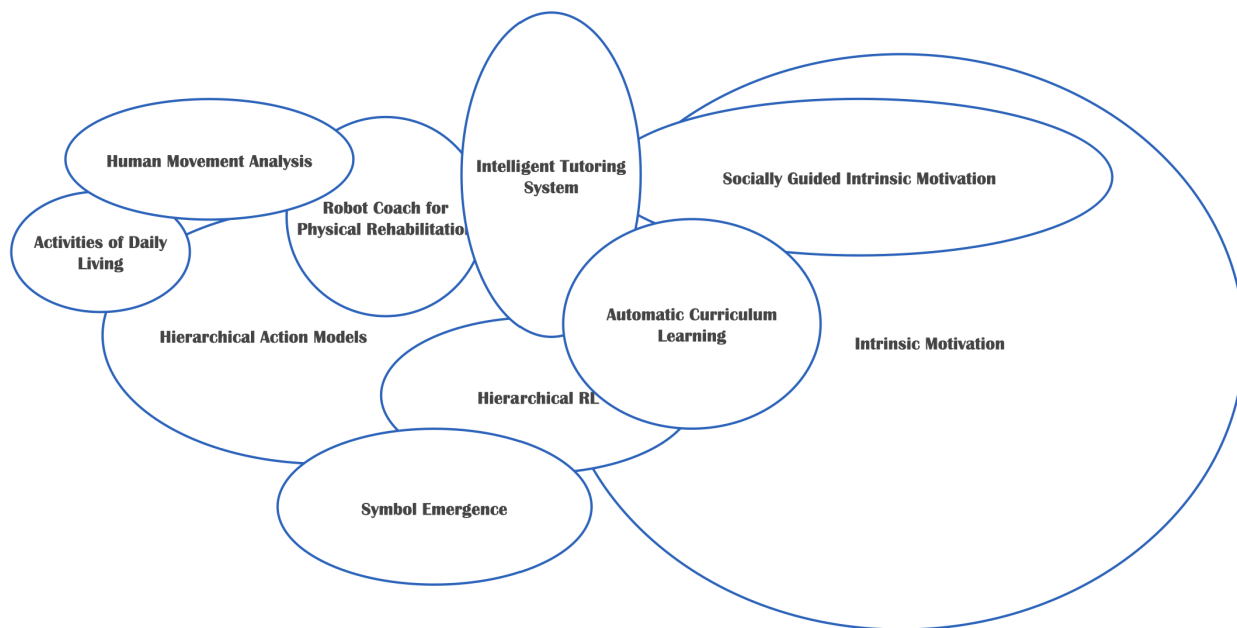 Human Movement Analysis
Intelligent Tutoring
System
Socially Guided Intrinsic Motivation
Robot Coach for
Physical Rehabilitation
Activities of Daily
Living
Hierarchical Action Models
Automatic Curriculum
Learning
Intrinsic Motivation
Hierarchical RL
Symbol Emergence